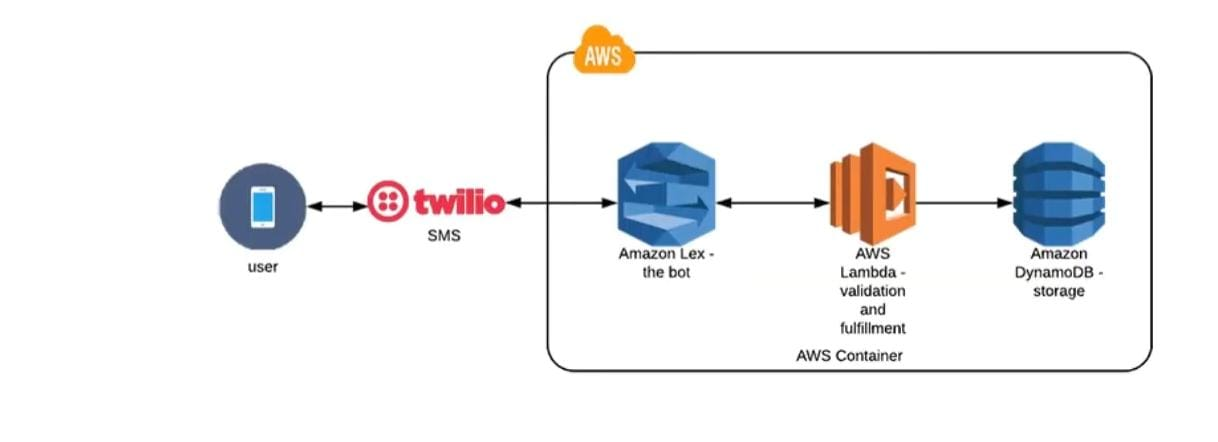 AWS
twilio
SMS
user
Amazon Lex -
the bot
AWS
Lambda -
validation
and
fulfillment
Amazon
DynamoDB -
storage
AWS Container